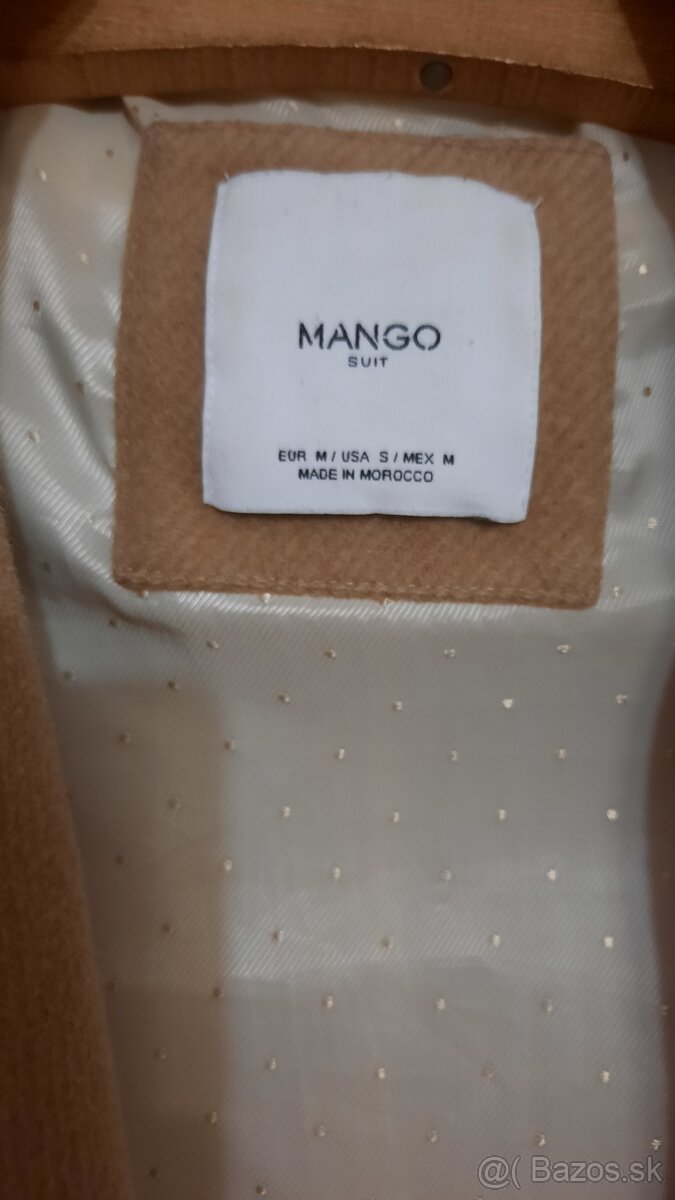 MANGO
SUIT
EUR M / USA S / MEX M
MADE IN MOROCCO
@( Bazos.sk